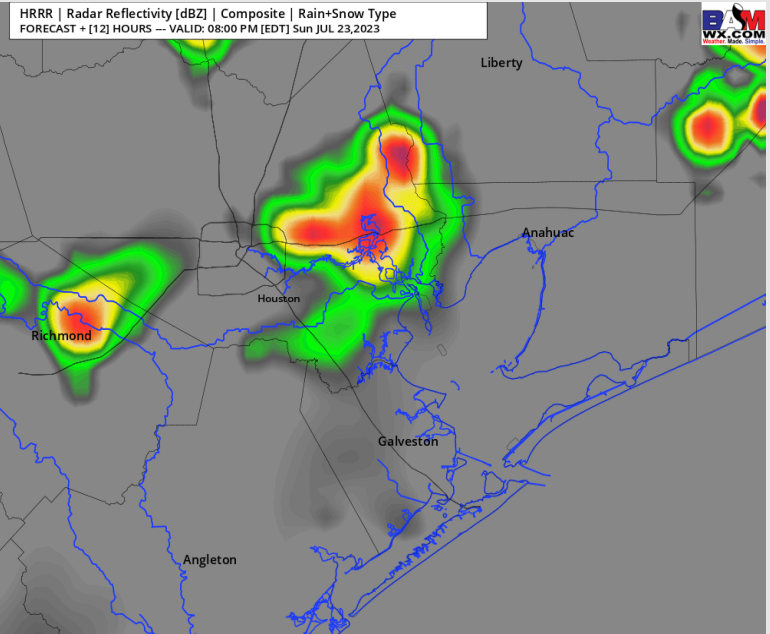 HRRR | Radar Reflectivity [dBZ] | Composite | Rain+Snow Type
FORECAST + [12] HOURS --- VALID: 08:00 PM [EDT] Sun JUL 23,2023
BAM
Weather. Made. Simple.
WX.COM
Liberty
Anahuac
Houston
Richmond
Galveston
Angleton